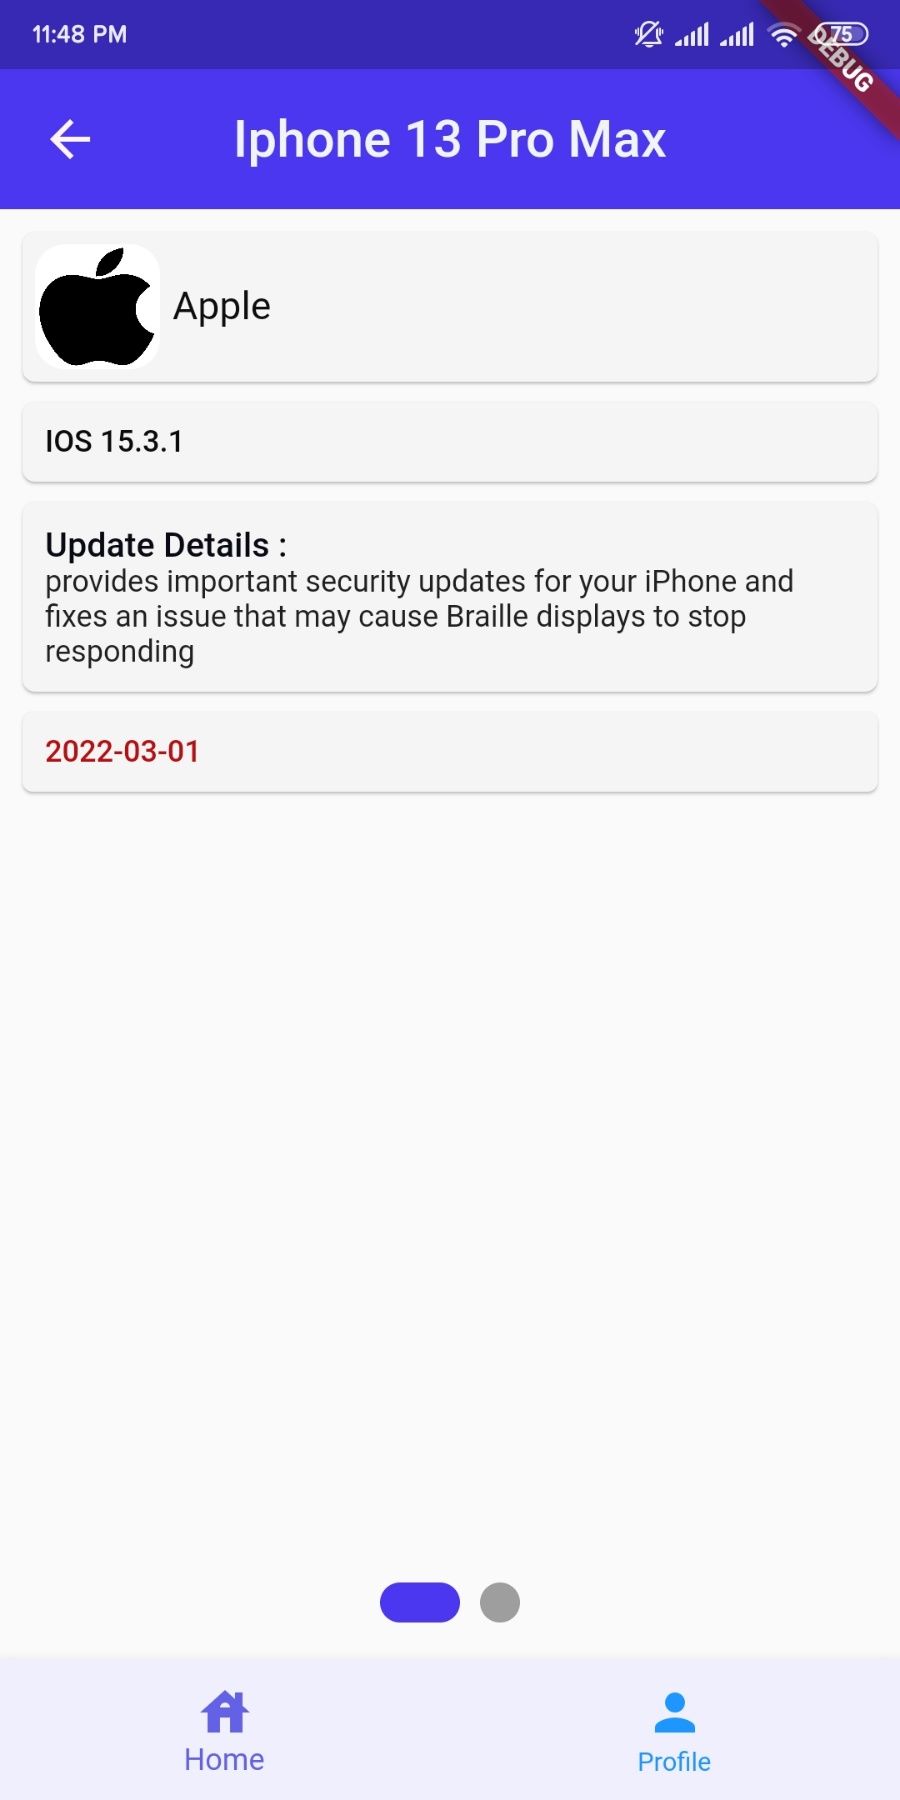 11:48 PM
75
DEBUG
Iphone 13 Pro Max
Apple
IOS 15.3.1
Update Details :
provides important security updates for your iPhone and
fixes an issue that may cause Braille displays to stop
responding
2022-03-01
Home
Profile